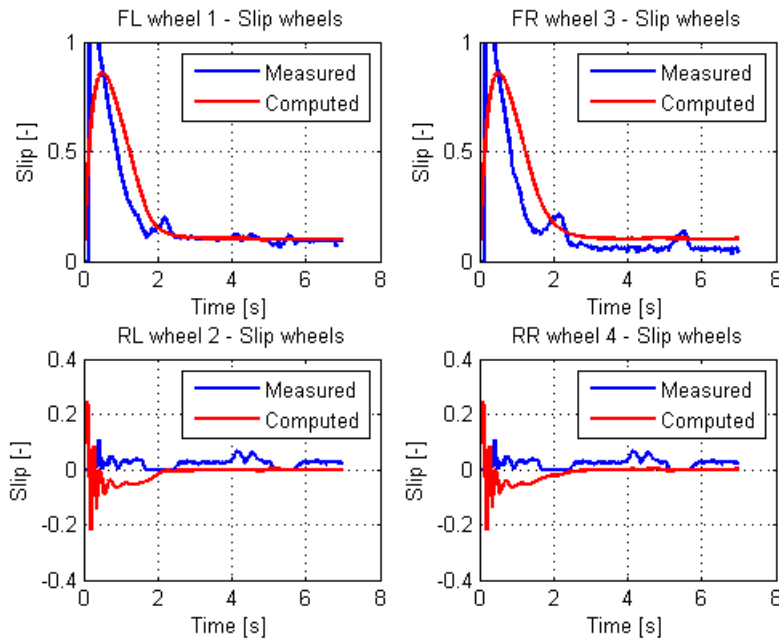 FL wheel 1 - Slip wheels
1
0.5
0
Slip [-]
Measured
Computed
0 2 4 6 8
Time [s]
FR wheel 3 - Slip wheels
1
0.5
0
Slip [-]
Measured
Computed
0 2 4 6 8
Time [s]
RL wheel 2 - Slip wheels
0.4
0.2
0
-0.2
-0.4
Slip [-]
Measured
Computed
0 2 4 6 8
Time [s]
RR wheel 4 - Slip wheels
0.4
0.2
0
-0.2
-0.4
Slip [-]
Measured
Computed
0 2 4 6 8
Time [s]